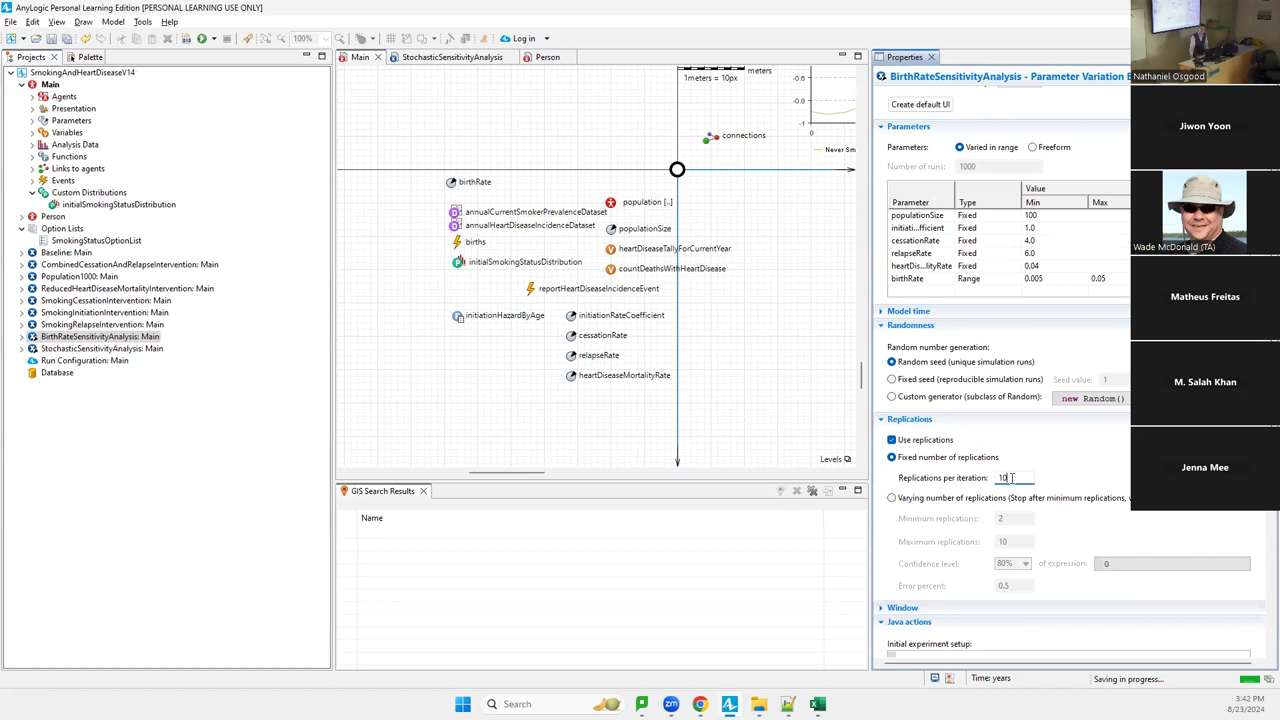 AnyLogic Personal Learning Edition [PERSONAL LEARNING USE ONLY]
File Edit View Draw Model Tools Help
100%
Log in
Projects
Palette
SmokingAndHeartDiseaseV14
Main
Agents
Presentation
Parameters
Variables
Analysis Data
Functions
Links to agents
Events
Custom Distributions
initialSmokingStatusDistribution
Person
Option Lists
SmokingStatusOptionList
Baseline: Main
CombinedCessationAndRelapseIntervention: Main
Population1000: Main
ReducedHeartDiseaseMortalityIntervention: Main
SmokingCessationIntervention: Main
SmokingInitiationIntervention: Main
SmokingRelapseIntervention: Main
BirthRateSensitivityAnalysis: Main
StochasticSensitivityAnalysis: Main
Run Configuration: Main
Database
Main
StochasticSensitivityAnalysis
Person
1meters = 10px
meters
-0.6
-0.8
-1
0
Never Sm
connections
birthRate
annualCurrentSmokerPrevalenceDataset
annualHeartDiseaseIncidenceDataset
births
initialSmokingStatusDistribution
population [..]
populationSize
heartDiseaseTallyForCurrentYear
countDeathsWithHeartDisease
reportHeartDiseaseIncidenceEvent
initiationHazardByAge
initiationRateCoefficient
cessationRate
relapseRate
heartDiseaseMortalityRate
Levels
GIS Search Results
Name
Properties
BirthRateSensitivityAnalysis - Parameter Variation E
Create default UI
Parameters
Parameters: Varied in range Freeform
Number of runs: 1000
Value
Parameter Type Min Max
populationSize Fixed 100
initiati...fficient Fixed 1.0
cessationRate Fixed 4.0
relapseRate Fixed 6.0
heartDis...lityRate Fixed 0.04
birthRate Range 0.005 0.05
Model time
Randomness
Random number generation:
Random seed (unique simulation runs)
Fixed seed (reproducible simulation runs) Seed value: 1
Custom generator (subclass of Random): new Random()
Replications
Use replications
Fixed number of replications
Replications per iteration: 10
Varying number of replications (Stop after minimum replications, w
Minimum replications: 2
Maximum replications: 10
Confidence level: 80% of expression: 0
Error percent: 0.5
Window
Java actions
Initial experiment setup:
Time: years
Saving in progress...
Nathaniel Osgood
Jiwon Yoon
Wade McDonald (TA)
Matheus Freitas
M. Salah Khan
Jenna Mee
Search
3:42 PM
8/23/2024